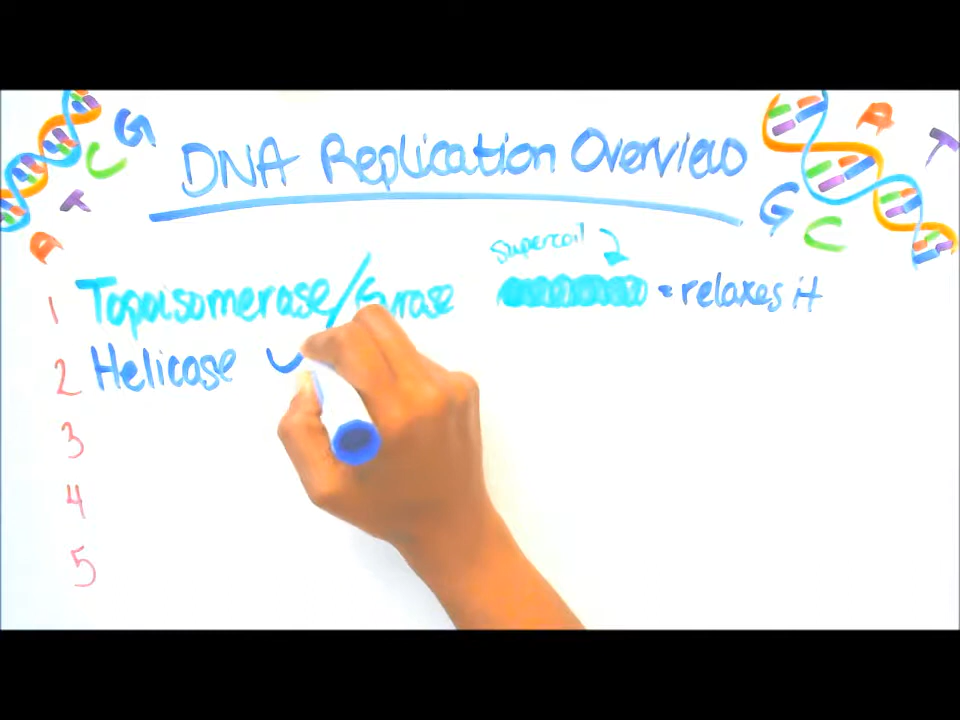 G
C
T
A
DNA Replication Overview
A
T
G
C
supercoil
1 Topoisomerase/Gyrase = relaxes it
2 Helicase
3
4
5